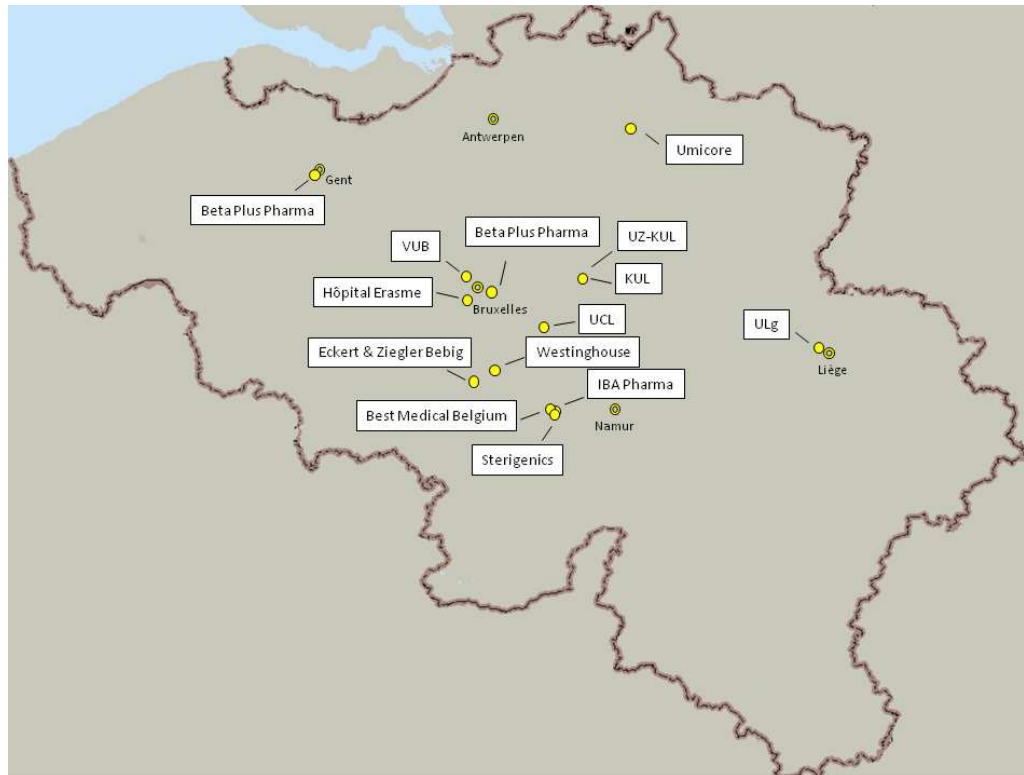 Antwerpen
Umicore
Gent
Beta Plus Pharma
Beta Plus Pharma
UZ-KUL
VUB
KUL
Hôpital Erasme
Bruxelles
UCL
ULg
Eckert & Ziegler Bebig
Westinghouse
Liège
IBA Pharma
Best Medical Belgium
Namur
Sterigenics